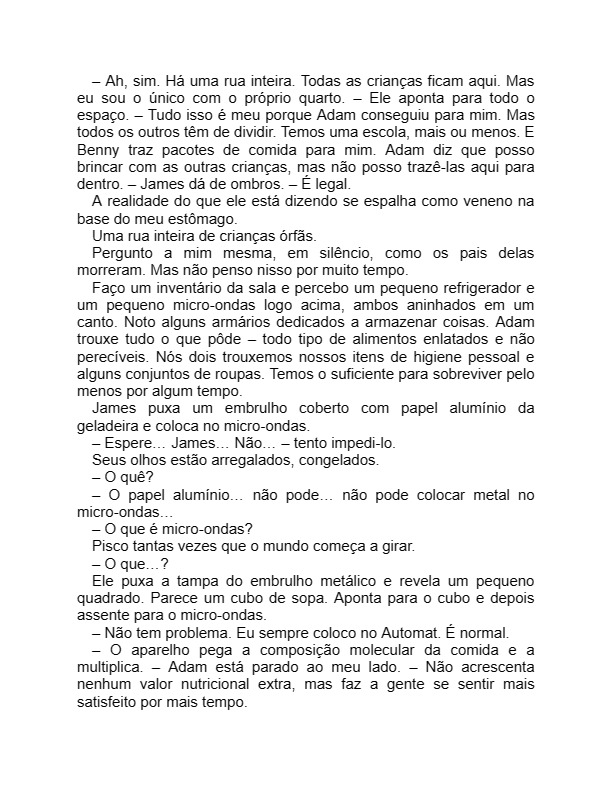 – Ah, sim. Há uma rua inteira. Todas as crianças ficam aqui. Mas
eu sou o único com o próprio quarto. – Ele aponta para todo o
espaço. – Tudo isso é meu porque Adam conseguiu para mim. Mas
todos os outros têm de dividir. Temos uma escola, mais ou menos. E
Benny traz pacotes de comida para mim. Adam diz que posso
brincar com as outras crianças, mas não posso trazê-las aqui para
dentro. – James dá de ombros. – É legal.
A realidade do que ele está dizendo se espalha como veneno na
base do meu estômago.
Uma rua inteira de crianças órfãs.
Pergunto a mim mesma, em silêncio, como os pais delas
morreram. Mas não penso nisso por muito tempo.
Faço um inventário da sala e percebo um pequeno refrigerador e
um pequeno micro-ondas logo acima, ambos aninhados em um
canto. Noto alguns armários dedicados a armazenar coisas. Adam
trouxe tudo o que pôde – todo tipo de alimentos enlatados e não
perecíveis. Nós dois trouxemos nossos itens de higiene pessoal e
alguns conjuntos de roupas. Temos o suficiente para sobreviver pelo
menos por algum tempo.
James puxa um embrulho coberto com papel alumínio da
geladeira e coloca no micro-ondas.
– Espere… James… Não… – tento impedi-lo.
Seus olhos estão arregalados, congelados.
– O quê?
– O papel alumínio… não pode… não pode colocar metal no
micro-ondas…
– O que é micro-ondas?
Pisco tantas vezes que o mundo começa a girar.
– O que…?
Ele puxa a tampa do embrulho metálico e revela um pequeno
quadrado. Parece um cubo de sopa. Aponta para o cubo e depois
assente para o micro-ondas.
– Não tem problema. Eu sempre coloco no Automat. É normal.
– O aparelho pega a composição molecular da comida e a
multiplica. – Adam está parado ao meu lado. – Não acrescenta
nenhum valor nutricional extra, mas faz a gente se sentir mais
satisfeito por mais tempo.